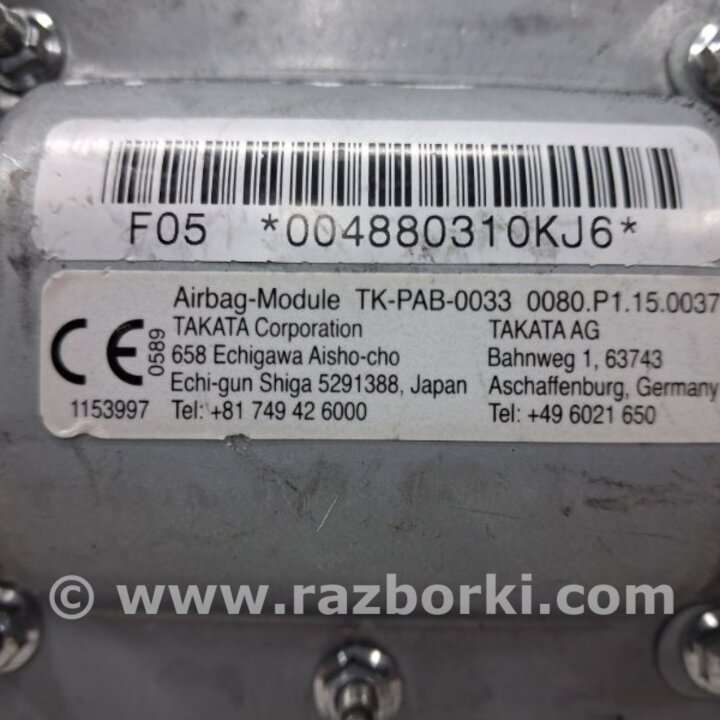 F05 *004880310KJ6*
Airbag-Module TK-PAB-0033 0080.P1.15.0037
CE 0589
1153997
TAKATA Corporation
658 Echigawa Aisho-cho
Echi-gun Shiga 5291388, Japan
Tel: +81 749 42 6000
TAKATA AG
Bahnweg 1, 63743
Aschaffenburg, Germany
Tel: +49 6021 650
© www.razborki.com